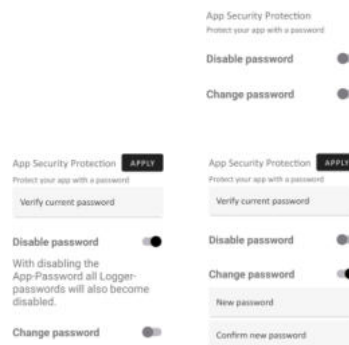 App Security Protection
Protect your app with a password
Disable password
Change password
App Security Protection APPLY
Protect your app with a password
Verify current password
Disable password
With disabling the
App-Password all Logger-
passwords will also become
disabled.
Change password
App Security Protection APPLY
Protect your app with a password
Verify current password
Disable password
Change password
New password
Confirm new password